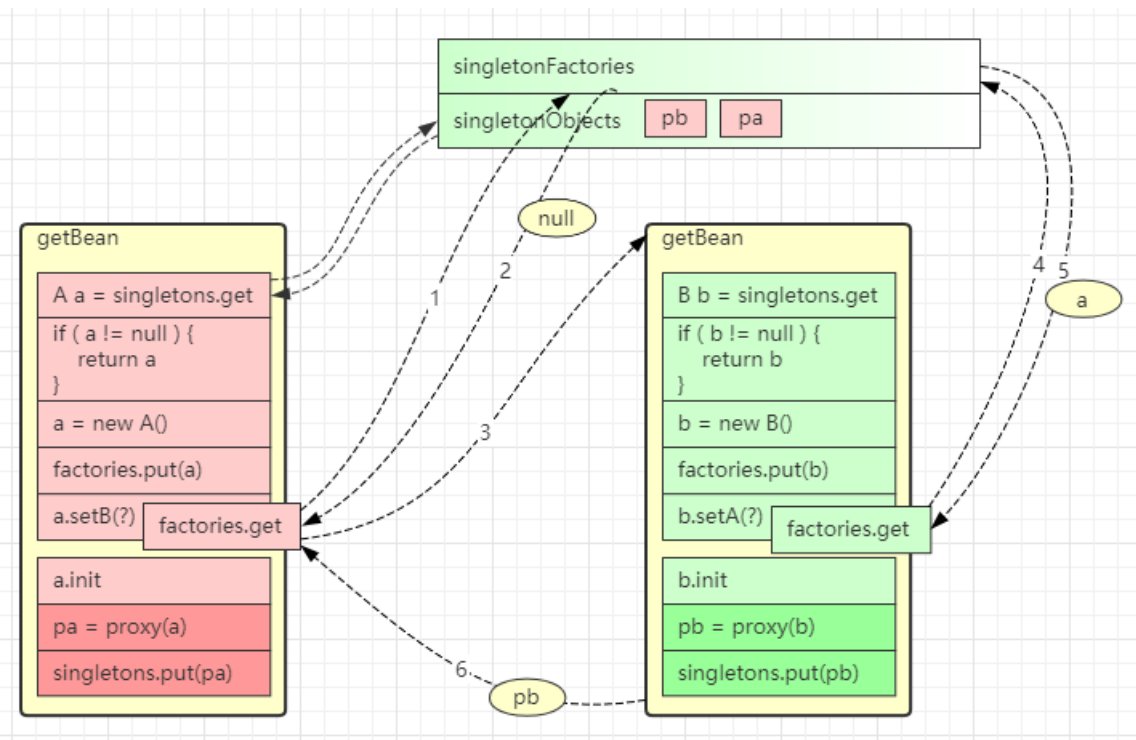 singletonFactories
singletonObjects
pb
pa
null
getBean
A a = singletons.get
if ( a != null ) {
return a
}
a = new A()
factories.put(a)
a.setB(?)
factories.get
a.init
pa = proxy(a)
singletons.put(pa)
1
2
3
getBean
B b = singletons.get
if ( b != null ) {
return b
}
b = new B()
factories.put(b)
b.setA(?)
factories.get
b.init
pb = proxy(b)
singletons.put(pb)
4
5
a
6
pb